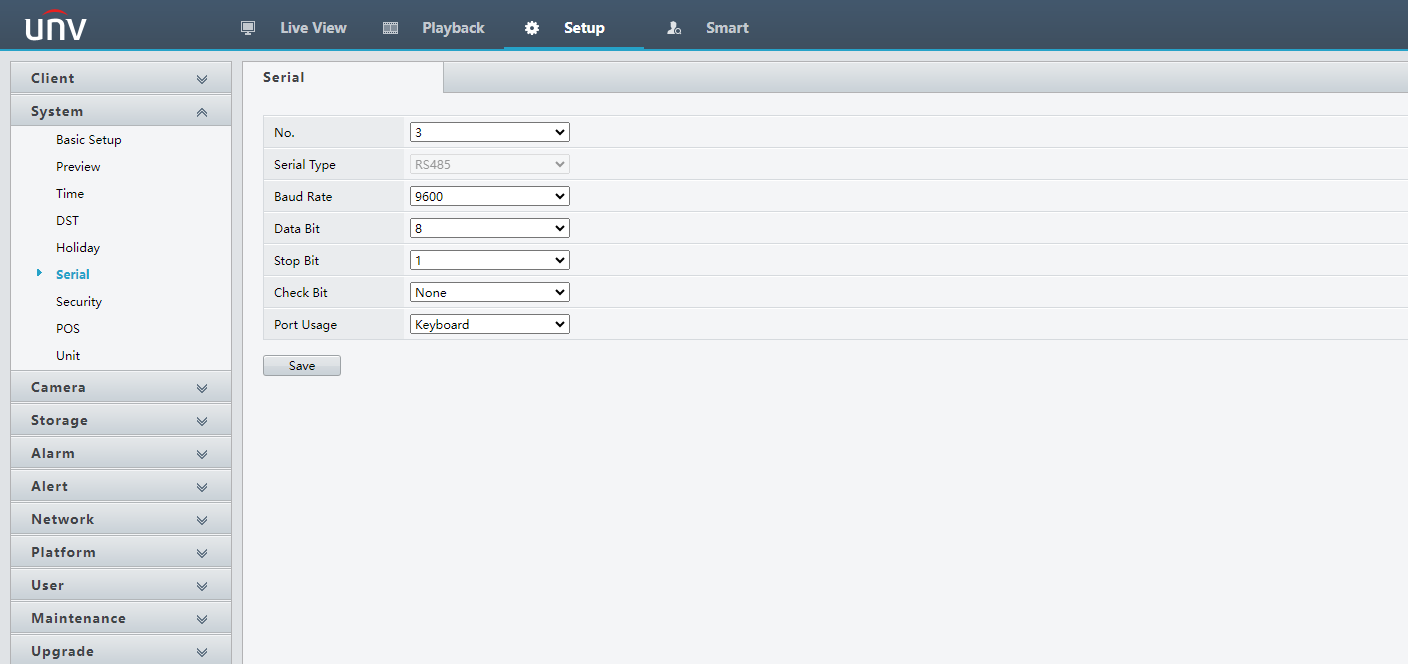 unv
Live View
Playback
Setup
Smart
Client
System
Basic Setup
Preview
Time
DST
Holiday
Serial
Security
POS
Unit
Camera
Storage
Alarm
Alert
Network
Platform
User
Maintenance
Upgrade
Serial
No. 3
Serial Type RS485
Baud Rate 9600
Data Bit 8
Stop Bit 1
Check Bit None
Port Usage Keyboard
Save